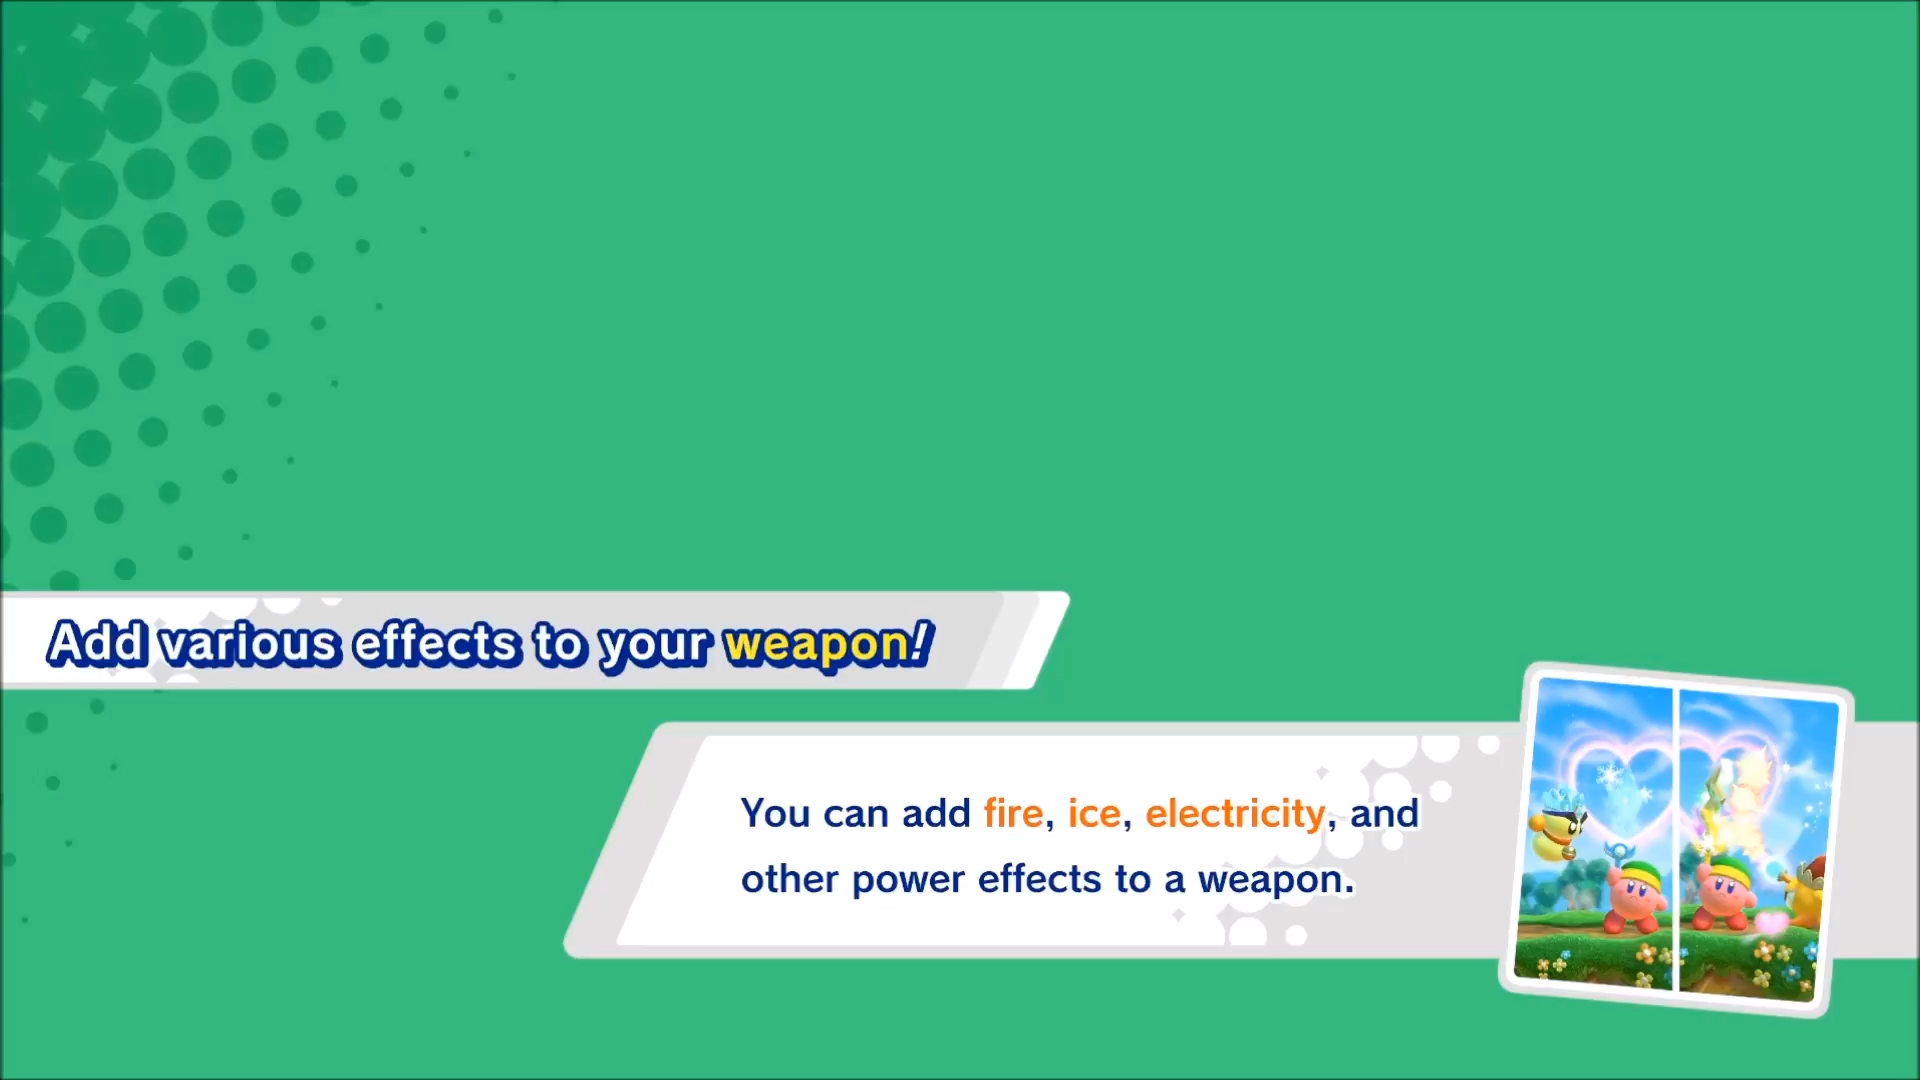 Add various effects to your weapon!
You can add fire, ice, electricity, and
other power effects to a weapon.